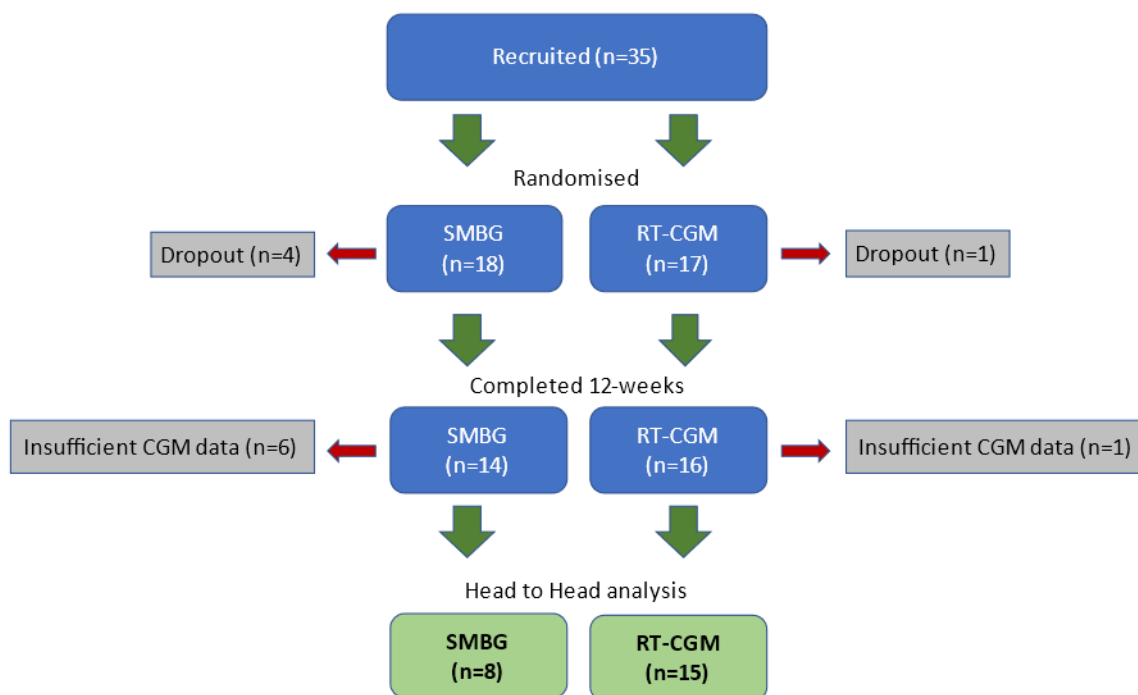 Recruited (n=35)
Randomised
Dropout (n=4)
SMBG
(n=18)
RT-CGM
(n=17)
Dropout (n=1)
Completed 12-weeks
Insufficient CGM data (n=6)
SMBG
(n=14)
RT-CGM
(n=16)
Insufficient CGM data (n=1)
Head to Head analysis
SMBG
(n=8)
RT-CGM
(n=15)